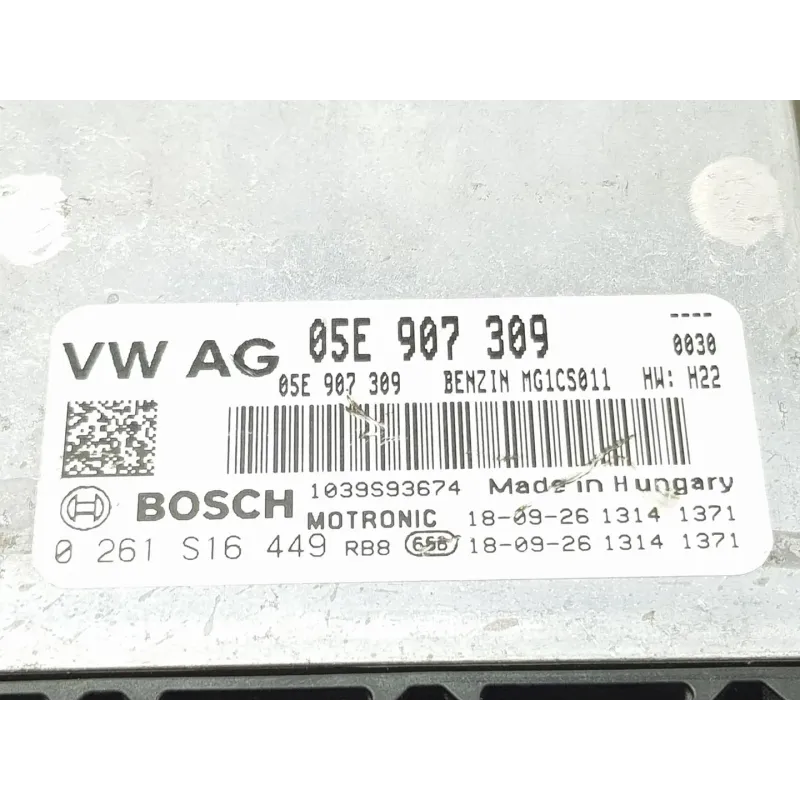 VW AG 05E 907 309 ----
0030
05E 907 309 BENZIN MG1CS011 HW: H22
BOSCH 1039S93674 Made in Hungary
MOTRONIC 18-09-26 1314 1371
0 261 S16 449 RB8 65B 18-09-26 1314 1371